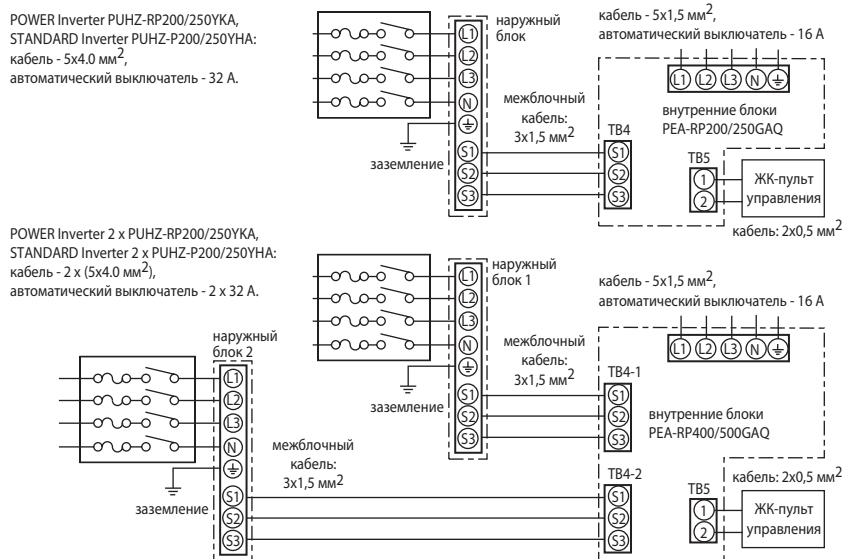 POWER Inverter PUHZ-RP200/250YKA,
STANDARD Inverter PUHZ-P200/250YHA:
кабель - 5x4.0 мм2,
автоматический выключатель - 32 А.
наружный
блок
L1
L2
L3
N
S1
S2
S3
заземление
межблочный
кабель:
3x1,5 мм2
кабель - 5x1,5 мм2,
автоматический выключатель - 16 А
L1 L2 L3 N
внутренние блоки
PEA-RP200/250GAQ
TB4
S1
S2
S3
TB5
1
2
ЖК-пульт
управления
кабель: 2x0,5 мм2
POWER Inverter 2 x PUHZ-RP200/250YKA,
STANDARD Inverter 2 x PUHZ-P200/250YHA:
кабель - 2 x (5x4.0 мм2),
автоматический выключатель - 2 x 32 А.
наружный
блок 1
L1
L2
L3
N
S1
S2
S3
заземление
межблочный
кабель:
3x1,5 мм2
кабель - 5x1,5 мм2,
автоматический выключатель - 16 А
L1 L2 L3 N
TB4-1
S1
S2
S3
внутренние блоки
PEA-RP400/500GAQ
наружный
блок 2
L1
L2
L3
N
S1
S2
S3
заземление
межблочный
кабель:
3x1,5 мм2
TB4-2
S1
S2
S3
TB5
1
2
кабель: 2x0,5 мм2
ЖК-пульт
управления